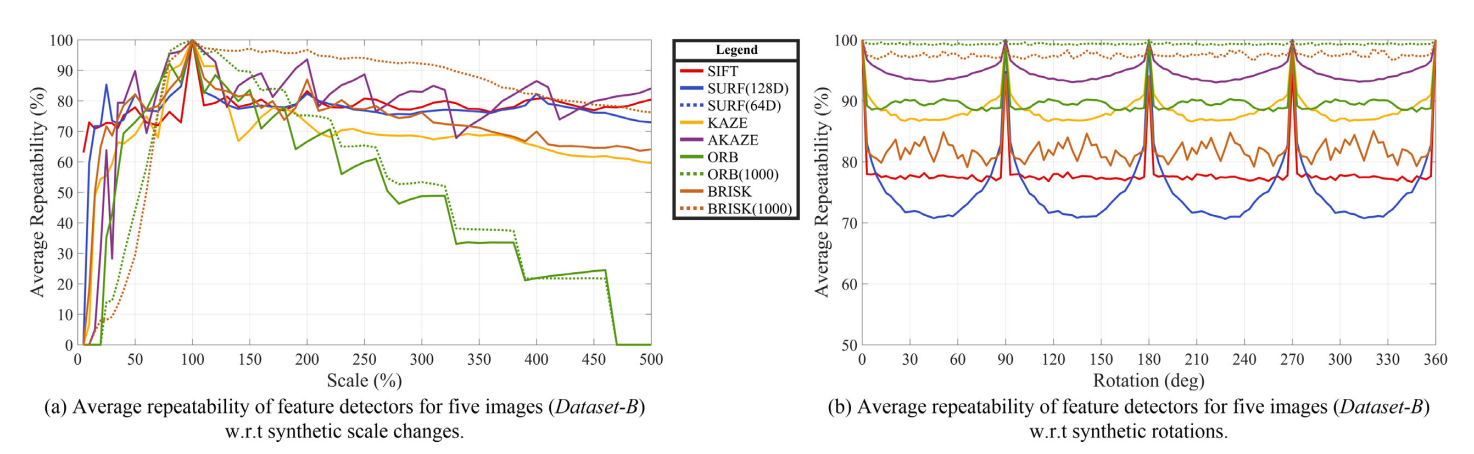 100
90
80
70
60
50
40
30
20
10
0
Average Repeatability (%)
0 50 100 150 200 250 300 350 400 450 500
Scale (%)
(a) Average repeatability of feature detectors for five images (Dataset-B)
w.r.t synthetic scale changes.
Legend
SIFT
SURF(128D)
SURF(64D)
KAZE
AKAZE
ORB
ORB(1000)
BRISK
BRISK(1000)
100
90
80
70
60
50
Average Repeatability (%)
0 30 60 90 120 150 180 210 240 270 300 330 360
Rotation (deg)
(b) Average repeatability of feature detectors for five images (Dataset-B)
w.r.t synthetic rotations.